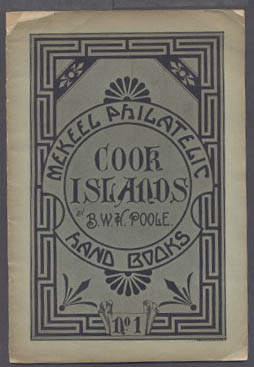 MEKEEL PHILATELIC
COOK
ISLANDS
BY
B.W.H. POOLE.
HAND BOOKS
No 1